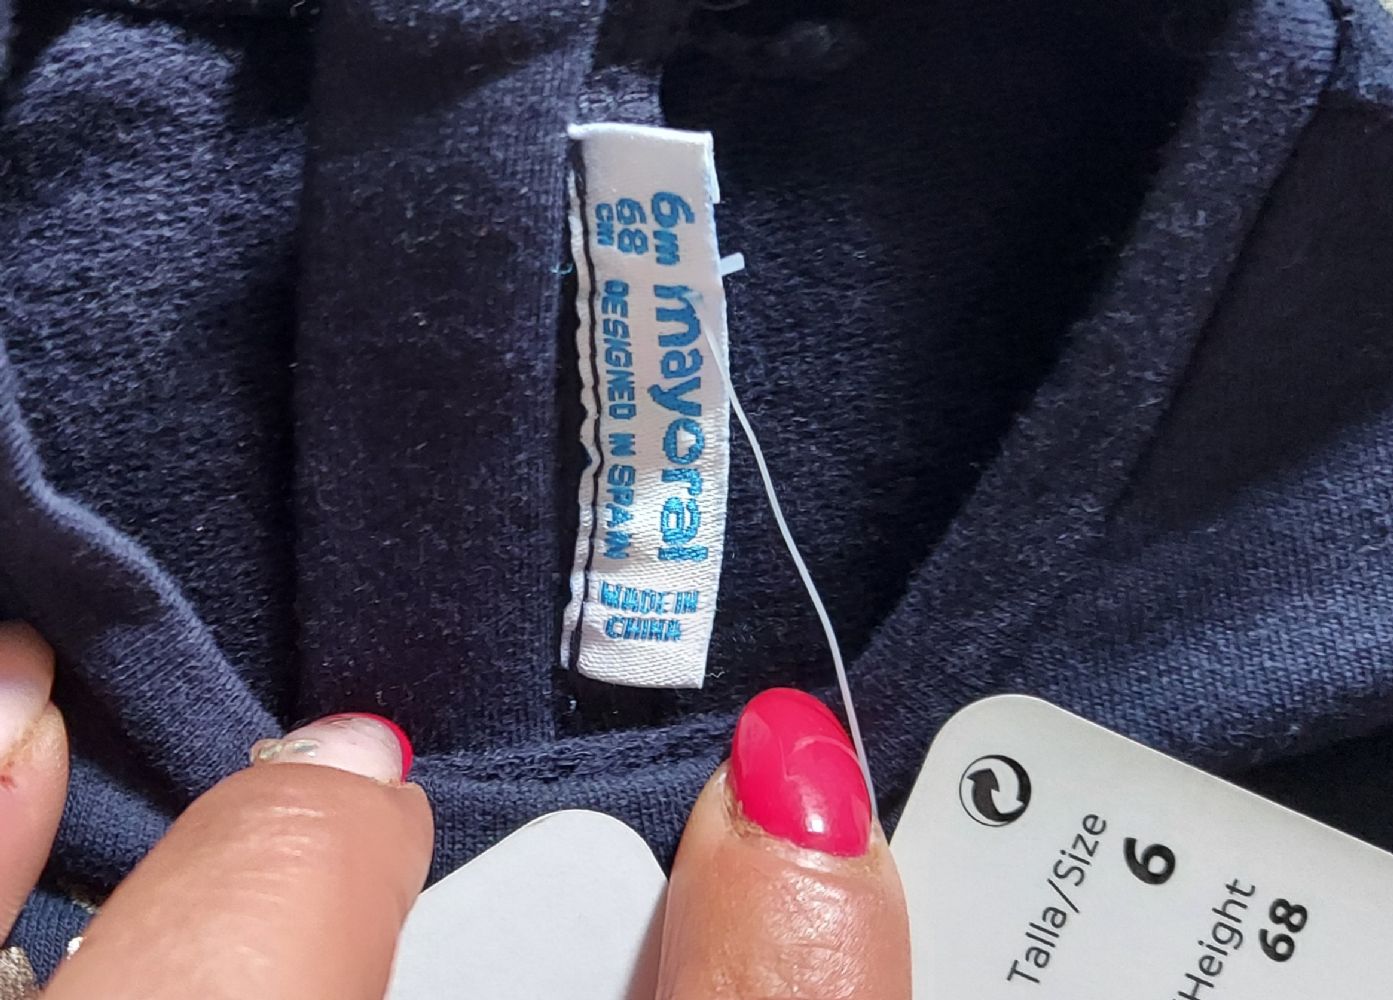 6m mayoral
68 DESIGNED IN SPAIN
CM
MADE IN
CHINA
Talla/Size
6
/Height
68